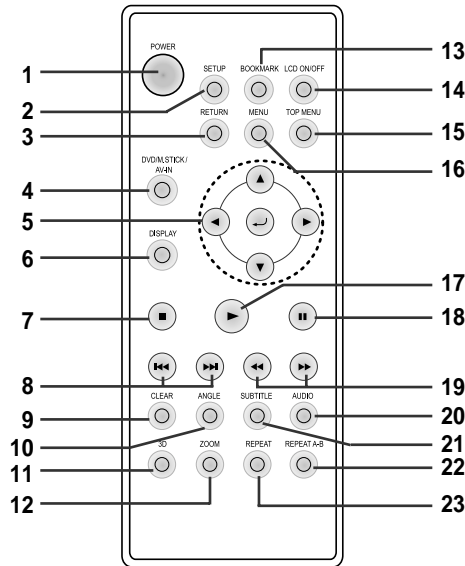 POWER
1
SETUP
BOOKMARK
LCD ON/OFF
13
2
14
RETURN
MENU
TOP MENU
3
15
16
DVD/M.STICK/
AV-IN
4
5
DISPLAY
6
17
7
18
8
19
CLEAR
ANGLE
SUBTITLE
AUDIO
9
20
10
21
3D
ZOOM
REPEAT
REPEAT A-B
11
22
12
23